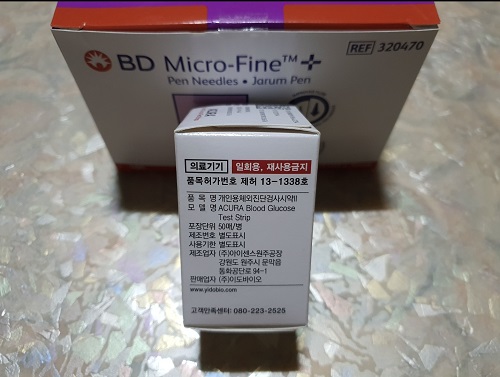 BD Micro-Fine™+
REF 320470
Pen Needles • Jarum Pen
의료기기 일회용, 재사용금지
품목허가번호 제허 13-1338호
품 목 명 개인용체외진단검사시약II
모 델 명 ACURA Blood Glucose
Test Strip
포장단위 50매/병
제조번호 별도표시
사용기한 별도표시
제조업자 (주)아이센스원주공장
강원도 원주시 문막읍
동화공단로 94-1
판매업자 (주)이도바이오
www.yidobio.com
고객만족센터: 080-223-2525